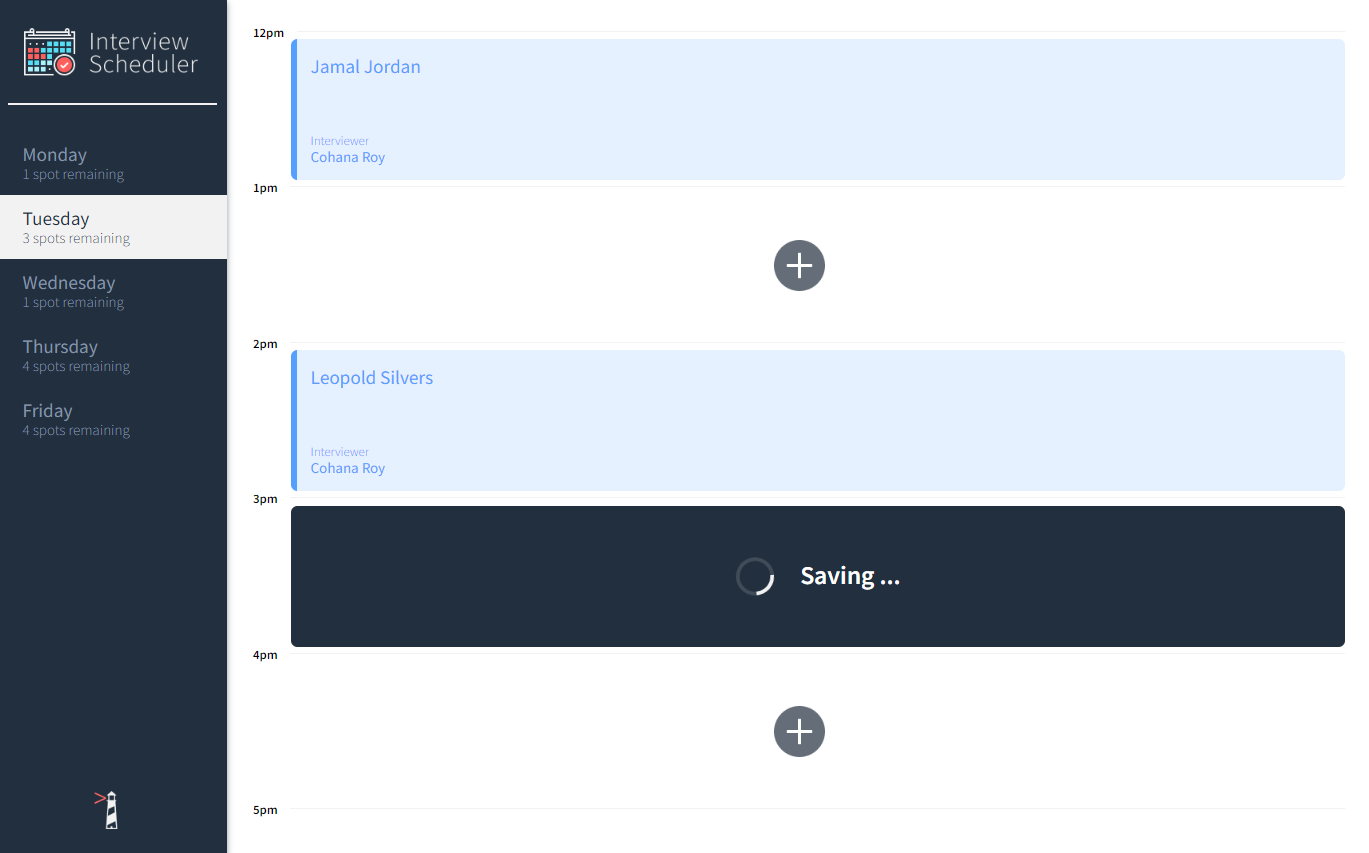 Interview
Scheduler
Monday
1 spot remaining
Tuesday
3 spots remaining
Wednesday
1 spot remaining
Thursday
4 spots remaining
Friday
4 spots remaining
12pm
Jamal Jordan
Interviewer
Cohana Roy
1pm
2pm
Leopold Silvers
Interviewer
Cohana Roy
3pm
Saving ...
4pm
5pm